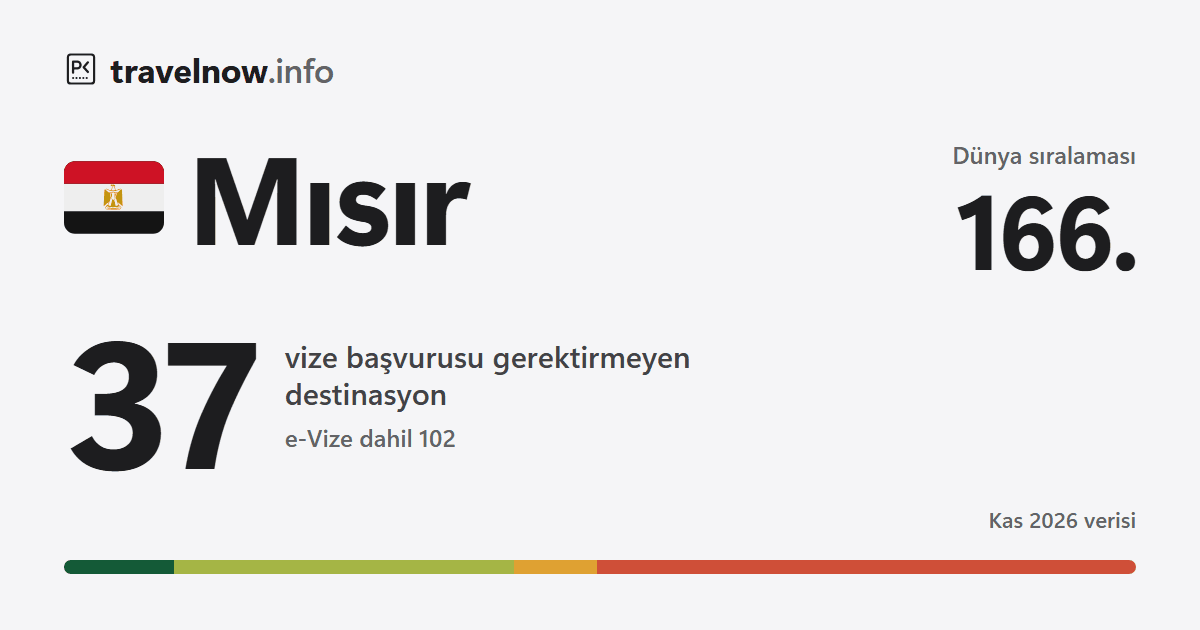 travelnow.info
Mısır
Dünya sıralaması
166.
37
vize başvurusu gerektirmeyen
destinasyon
e-Vize dahil 102
Kas 2026 verisi